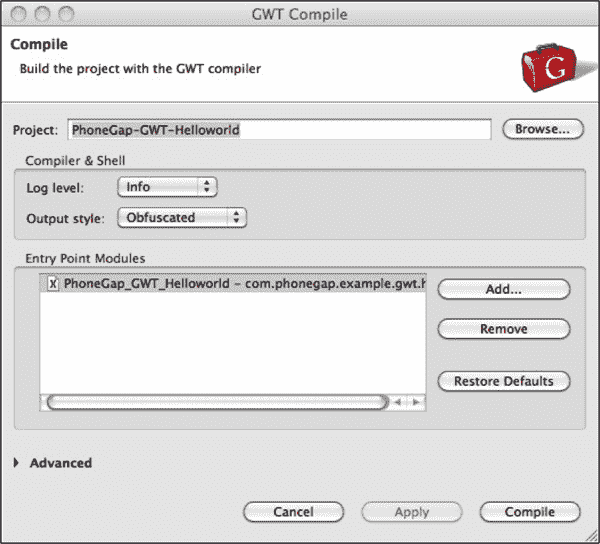 GWT Compile
Compile
Build the project with the GWT compiler
G
Project: PhoneGap-GWT-Helloworld Browse...
Compiler & Shell
Log level: Info
Output style: Obfuscated
Entry Point Modules
X PhoneGap_GWT_Helloworld – com.phonegap.example.gwt.h
Add...
Remove
Restore Defaults
Advanced
Cancel Apply Compile